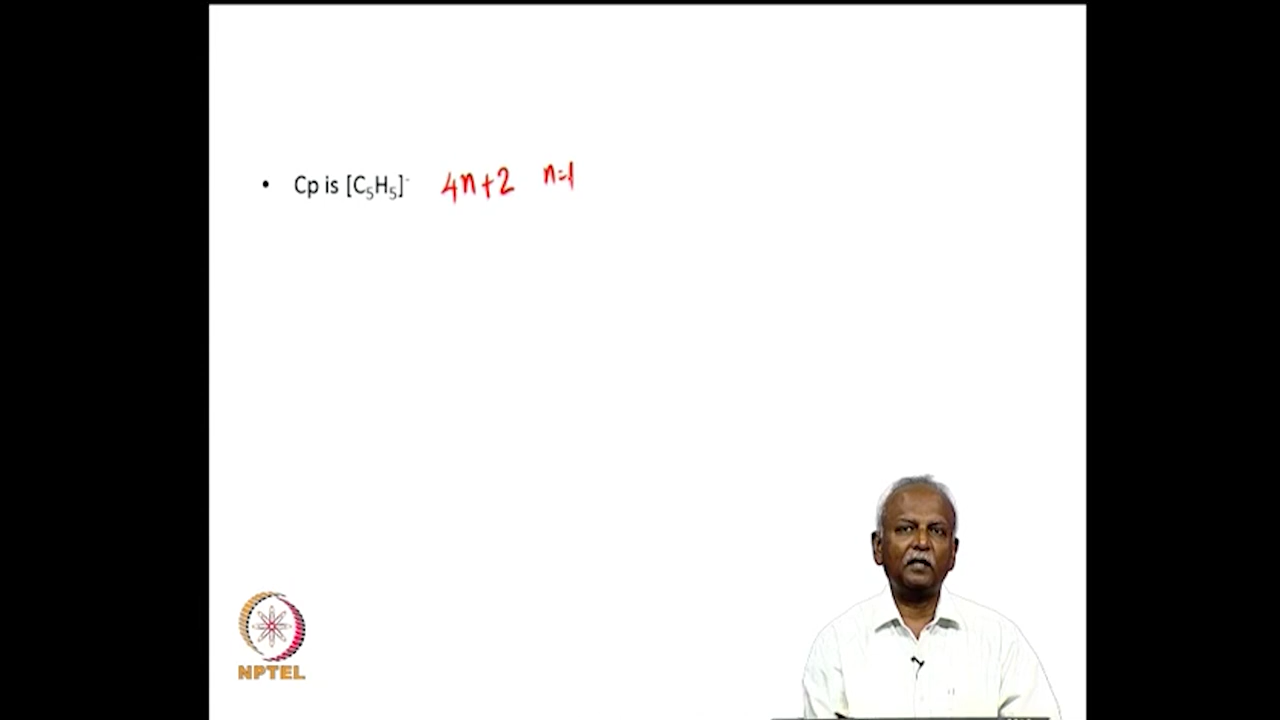 • Cp is [C₅H₅]⁻ 4n+2 n=1
NPTEL